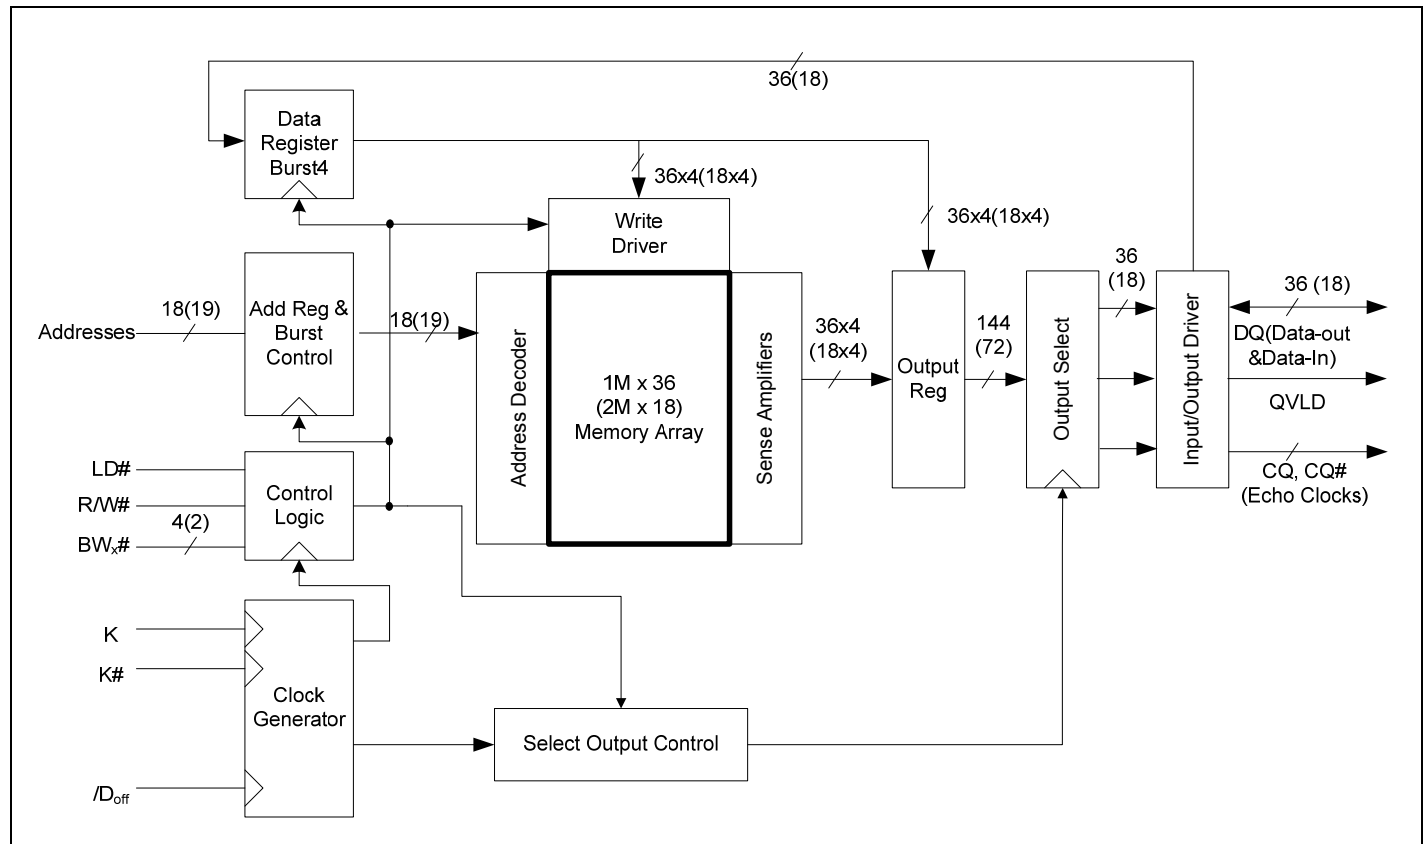 36(18)
Data
Register
Burst4
36x4(18x4)
Write
Driver
36x4(18x4)
Addresses
18(19)
Add Reg &
Burst
Control
18(19)
Address Decoder
1M x 36
(2M x 18)
Memory Array
Sense Amplifiers
36x4
(18x4)
Output
Reg
144
(72)
Output Select
36
(18)
Input/Output Driver
36 (18)
DQ(Data-out
&Data-In)
QVLD
CQ, CQ#
(Echo Clocks)
LD#
R/W#
BWx#
4(2)
Control
Logic
K
K#
/Doff
Clock
Generator
Select Output Control